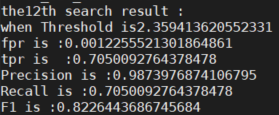 the12th search result :
when Threshold is2.359413620552331
fpr is :0.0012255521301864861
tpr is  :0.7050092764378478
Precision is :0.9873976874106795
Recall is :0.7050092764378478
F1 is :0.8226443686745684